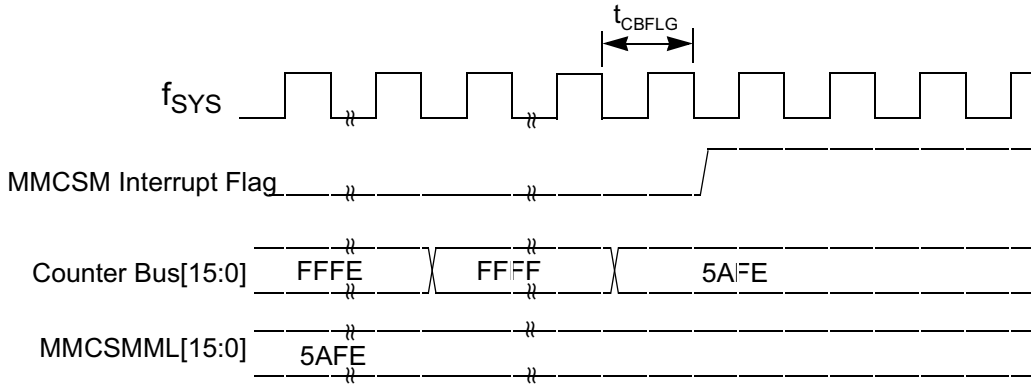 tCBFLG
fSYS
MMCSM Interrupt Flag
Counter Bus[15:0]
FFFE
FFFF
5AFE
MMCSMML[15:0]
5AFE